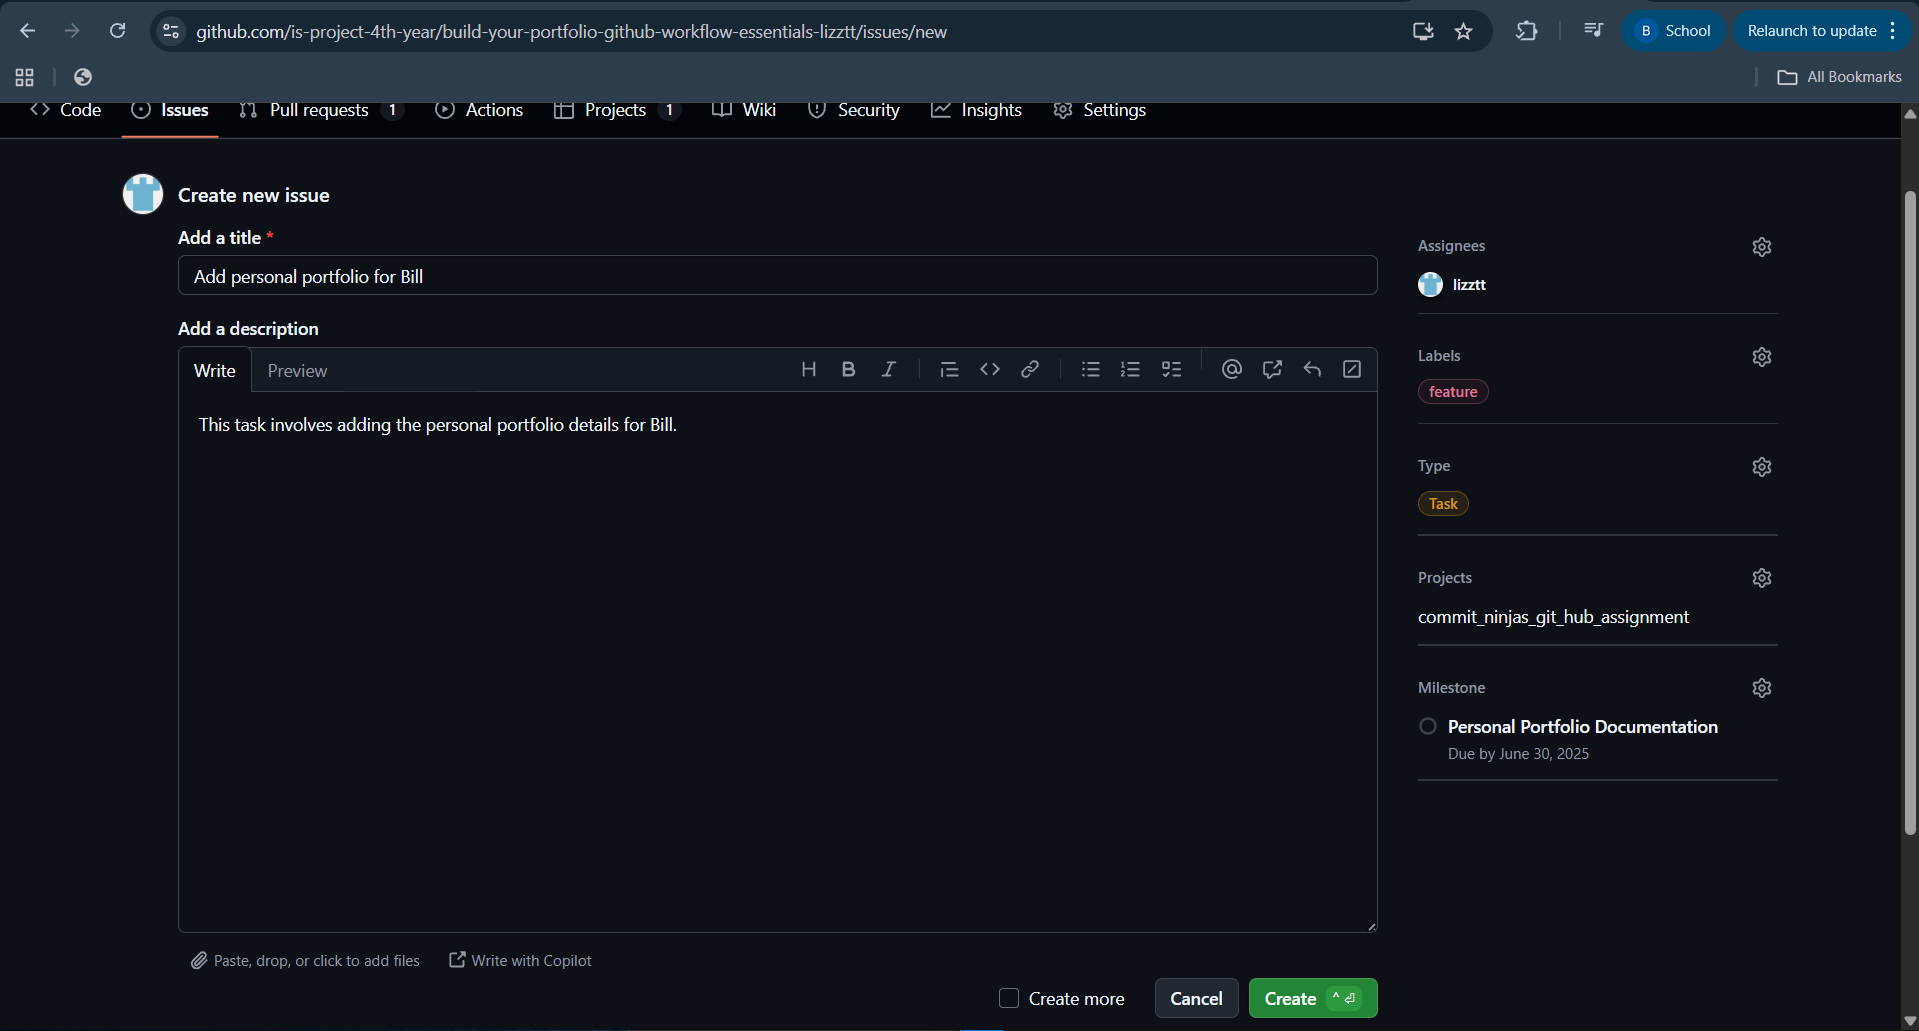 github.com/is-project-4th-year/build-your-portfolio-github-workflow-essentials-lizztt/issues/new
B School
Relaunch to update
All Bookmarks
Code Issues Pull requests 1 Actions Projects 1 Wiki Security Insights Settings
Create new issue
Add a title *
Add personal portfolio for Bill
Add a description
Write Preview
This task involves adding the personal portfolio details for Bill.
Paste, drop, or click to add files
Write with Copilot
Create more Cancel Create
Assignees
lizztt
Labels
feature
Type
Task
Projects
commit_ninjas_git_hub_assignment
Milestone
Personal Portfolio Documentation
Due by June 30, 2025